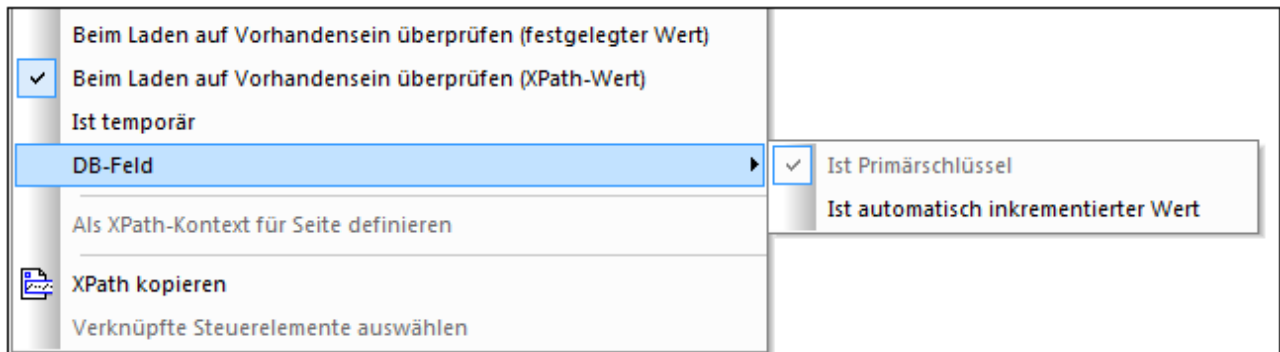 Beim Laden auf Vorhandensein überprüfen (festgelegter Wert)
Beim Laden auf Vorhandensein überprüfen (XPath-Wert)
Ist temporär
DB-Feld
Ist Primärschlüssel
Ist automatisch inkrementierter Wert
Als XPath-Kontext für Seite definieren
XPath kopieren
Verknüpfte Steuerelemente auswählen